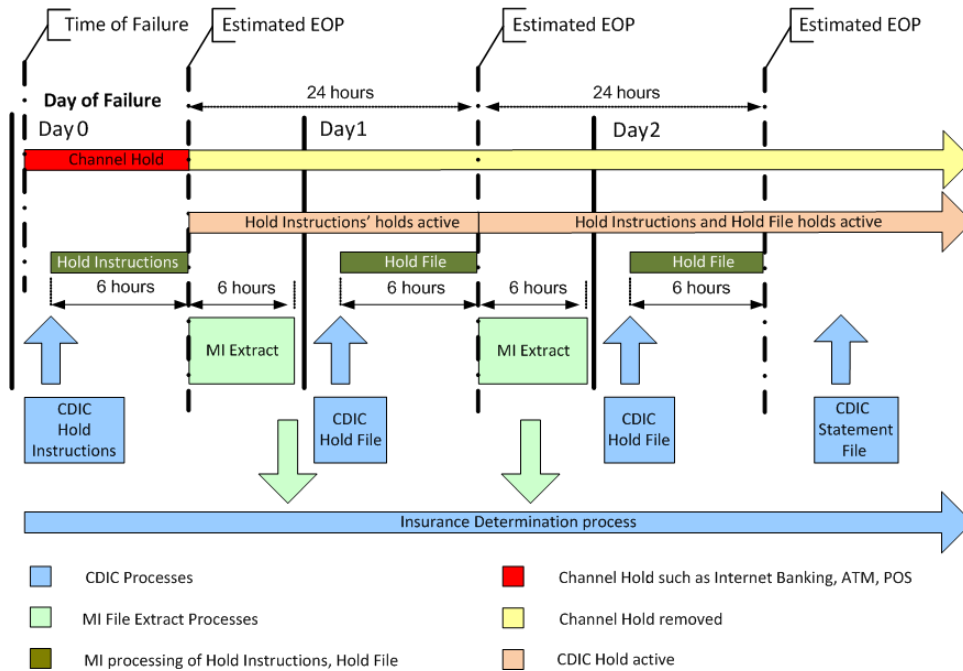 Time of Failure
Estimated EOP
Estimated EOP
Estimated EOP
Day of Failure
24 hours
24 hours
Day 0
Day1
Day2
Channel Hold
Hold Instructions' holds active
Hold Instructions and Hold File holds active
Hold Instructions
Hold File
Hold File
6 hours
6 hours
6 hours
6 hours
6 hours
MI Extract
MI Extract
CDIC
Hold
Instructions
CDIC
Hold File
CDIC
Hold File
CDIC
Statement
File
Insurance Determination process
CDIC Processes
Channel Hold such as Internet Banking, ATM, POS
MI File Extract Processes
Channel Hold removed
MI processing of Hold Instructions, Hold File
CDIC Hold active